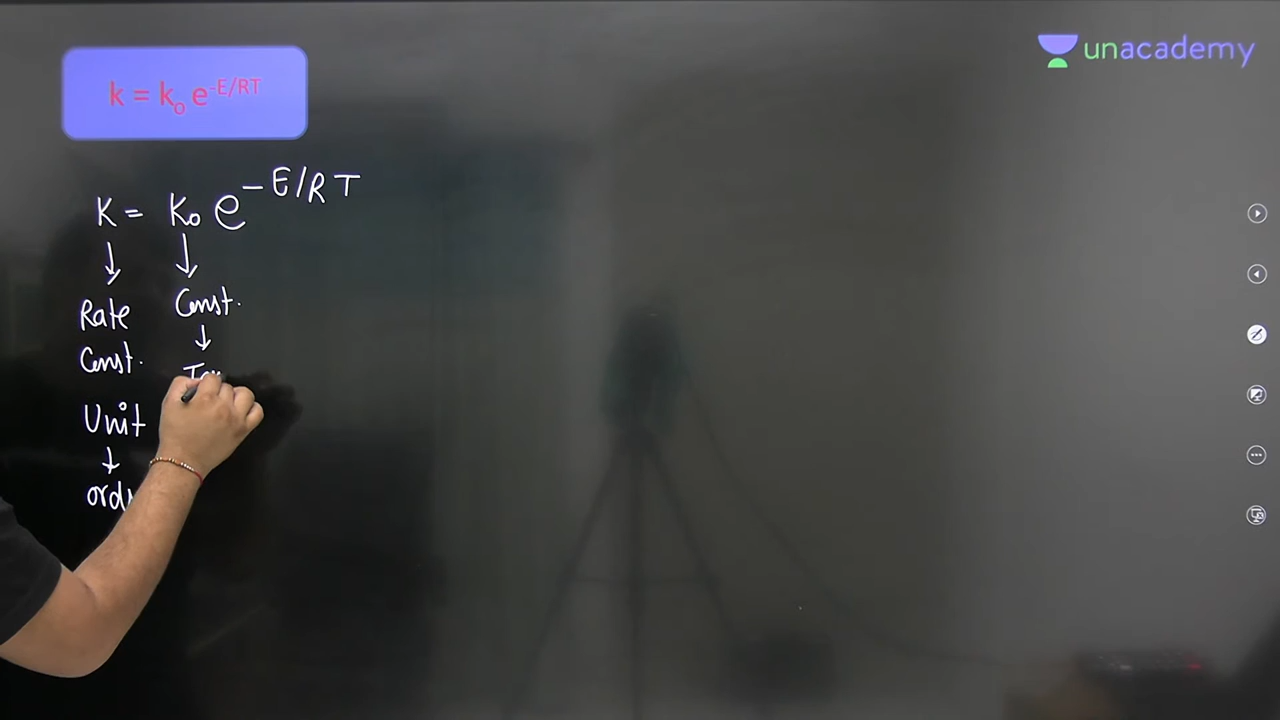 unacademy
k = k₀ e^-E/RT
K = K₀ e^-E/RT
Rate Const.
Const.
Unit